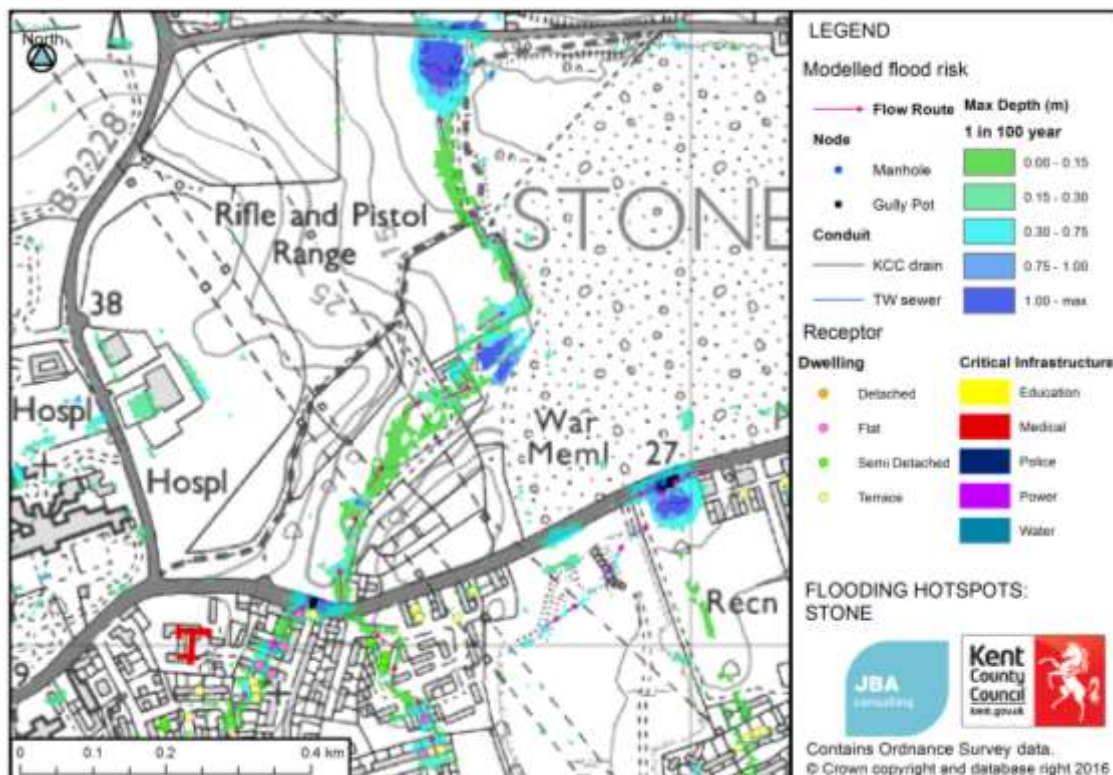 North
B.2228
Rifle and Pistol
Range
STONE
25
38
Hospl
Hospl
War
Meml
27
Recn
9
0 0.1 0.2 0.4 km
LEGEND
Modelled flood risk
Flow Route
Node
Manhole
Gully Pot
Conduit
KCC drain
TW sewer
Max Depth (m)
1 in 100 year
0.00 - 0.15
0.15 - 0.30
0.30 - 0.75
0.75 - 1.00
1.00 - max
Receptor
Dwelling
Detached
Flat
Semi Detached
Terrace
Critical Infrastructure
Education
Medical
Police
Power
Water
FLOODING HOTSPOTS:
STONE
JBA
consulting
Kent
County
Council
kent.gov.uk
Contains Ordnance Survey data.
© Crown copyright and database right 2016